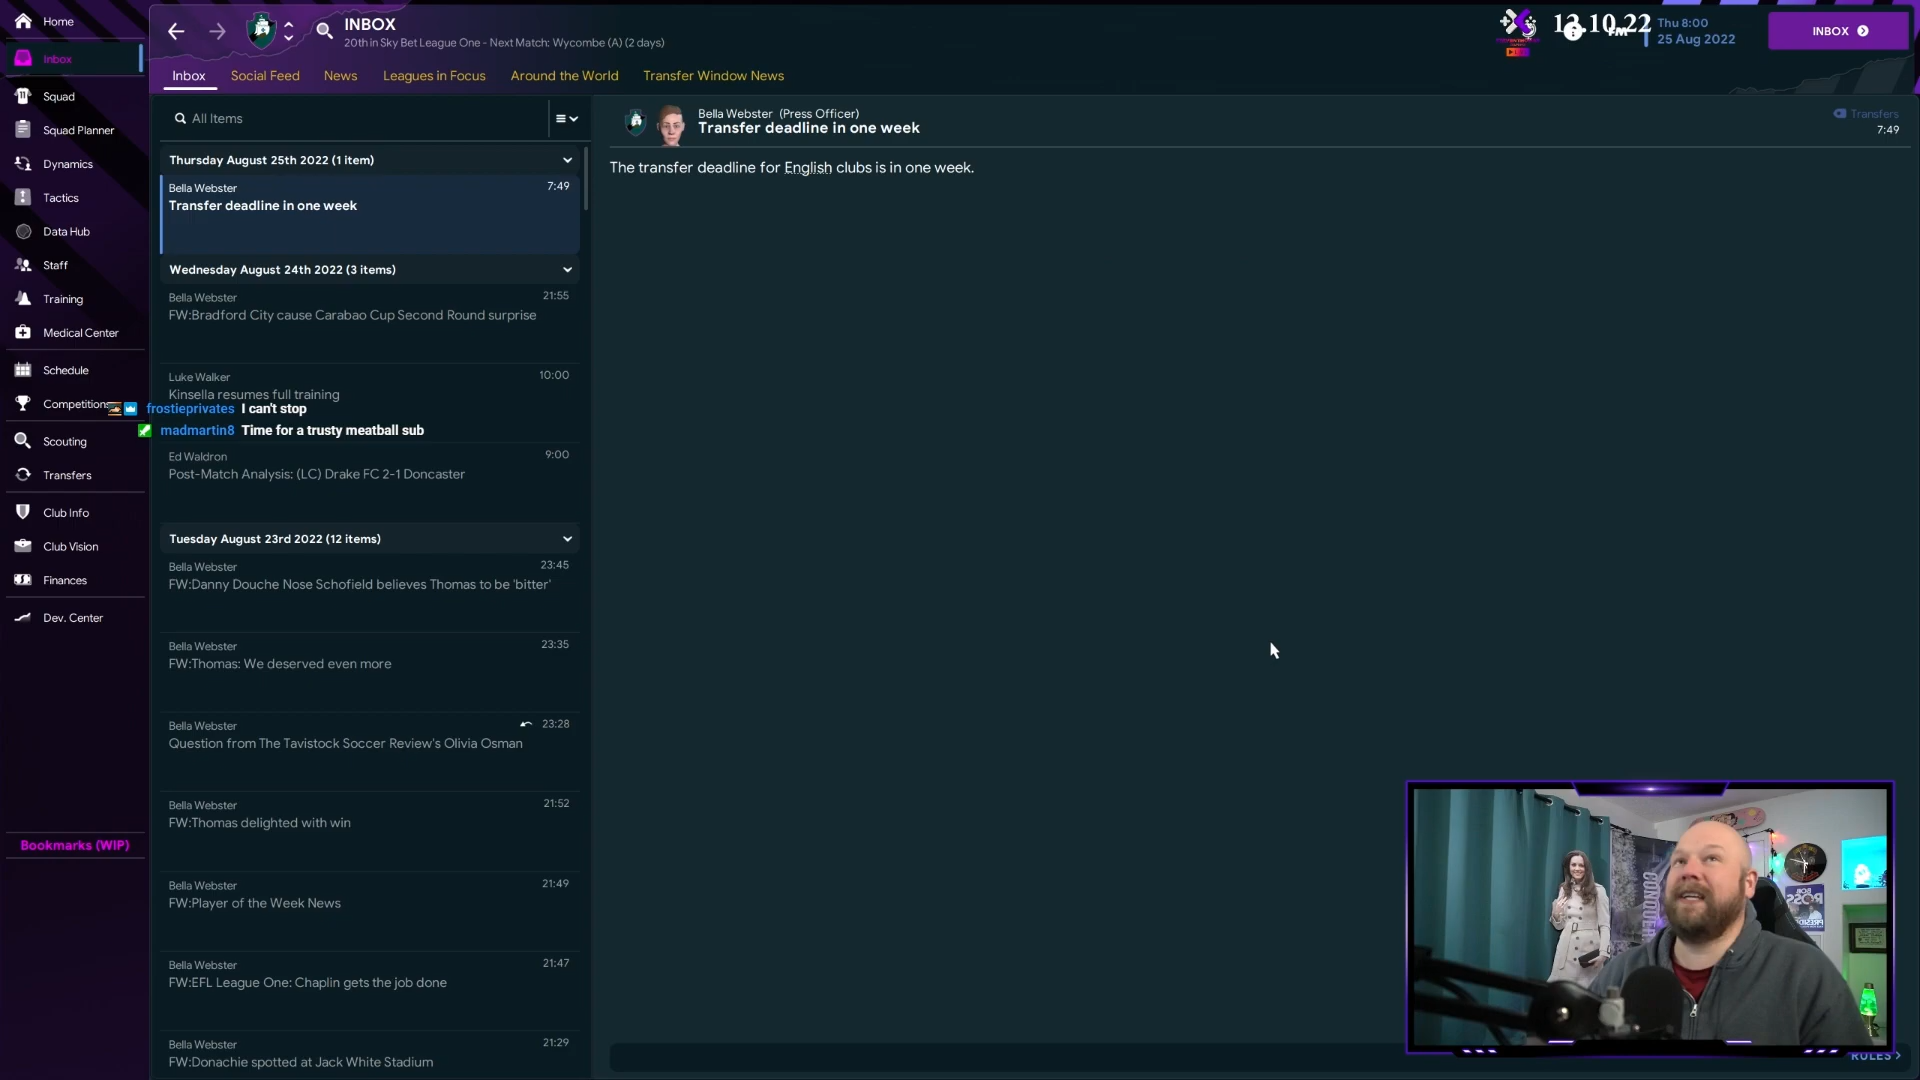 Home
Inbox
Squad
Squad Planner
Dynamics
Tactics
Data Hub
Staff
Training
Medical Center
Schedule
Competitions
Scouting
Transfers
Club Info
Club Vision
Finances
Dev. Center
Bookmarks (WIP)
INBOX
20th in Sky Bet League One - Next Match: Wycombe (A) (2 days)
Thu 8:00
25 Aug 2022
INBOX
Inbox Social Feed News Leagues in Focus Around the World Transfer Window News
All Items
Thursday August 25th 2022 (1 item)
Bella Webster 7:49
Transfer deadline in one week
Wednesday August 24th 2022 (3 items)
Bella Webster 21:55
FW:Bradford City cause Carabao Cup Second Round surprise
Luke Walker 10:00
Kinsella resumes full training
frostieprivates I can't stop
madmartin8 Time for a trusty meatball sub
Ed Waldron 9:00
Post-Match Analysis: (LC) Drake FC 2-1 Doncaster
Tuesday August 23rd 2022 (12 items)
Bella Webster 23:45
FW:Danny Douche Nose Schofield believes Thomas to be 'bitter'
Bella Webster 23:35
FW:Thomas: We deserved even more
Bella Webster 23:28
Question from The Tavistock Soccer Review's Olivia Osman
Bella Webster 21:52
FW:Thomas delighted with win
Bella Webster 21:49
FW:Player of the Week News
Bella Webster 21:47
FW:EFL League One: Chaplin gets the job done
Bella Webster 21:29
FW:Donachie spotted at Jack White Stadium
Bella Webster (Press Officer)
Transfer deadline in one week
Transfers
7:49
The transfer deadline for English clubs is in one week.
RULES